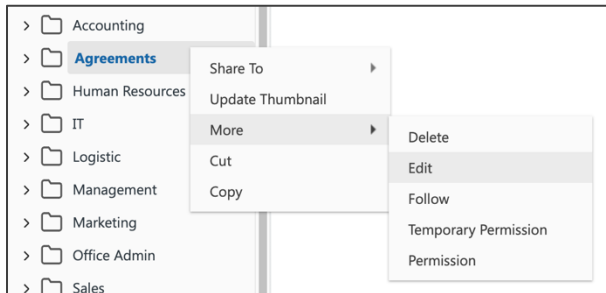 Accounting
Agreements
Human Resources
IT
Logistic
Management
Marketing
Office Admin
Sales
Share To
Update Thumbnail
More
Cut
Copy
Delete
Edit
Follow
Temporary Permission
Permission